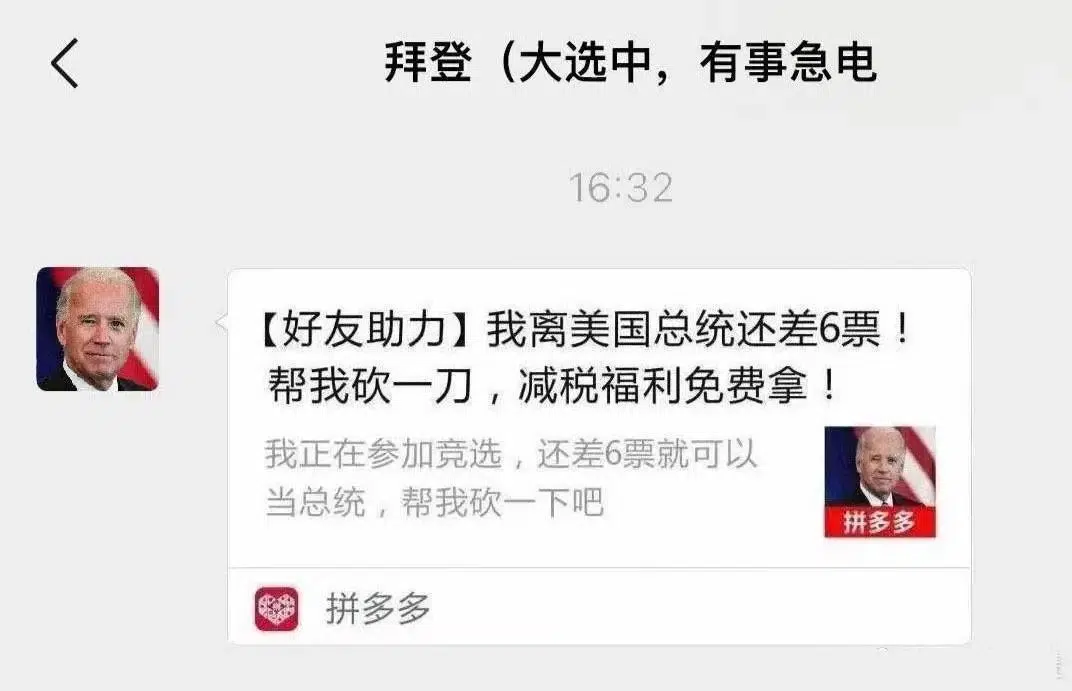 拜登（大选中，有事急电
16:32
【好友助力】我离美国总统还差6票！
帮我砍一刀，减税福利免费拿！
我正在参加竞选，还差6票就可以
当总统，帮我砍一下吧
拼多多
拼多多